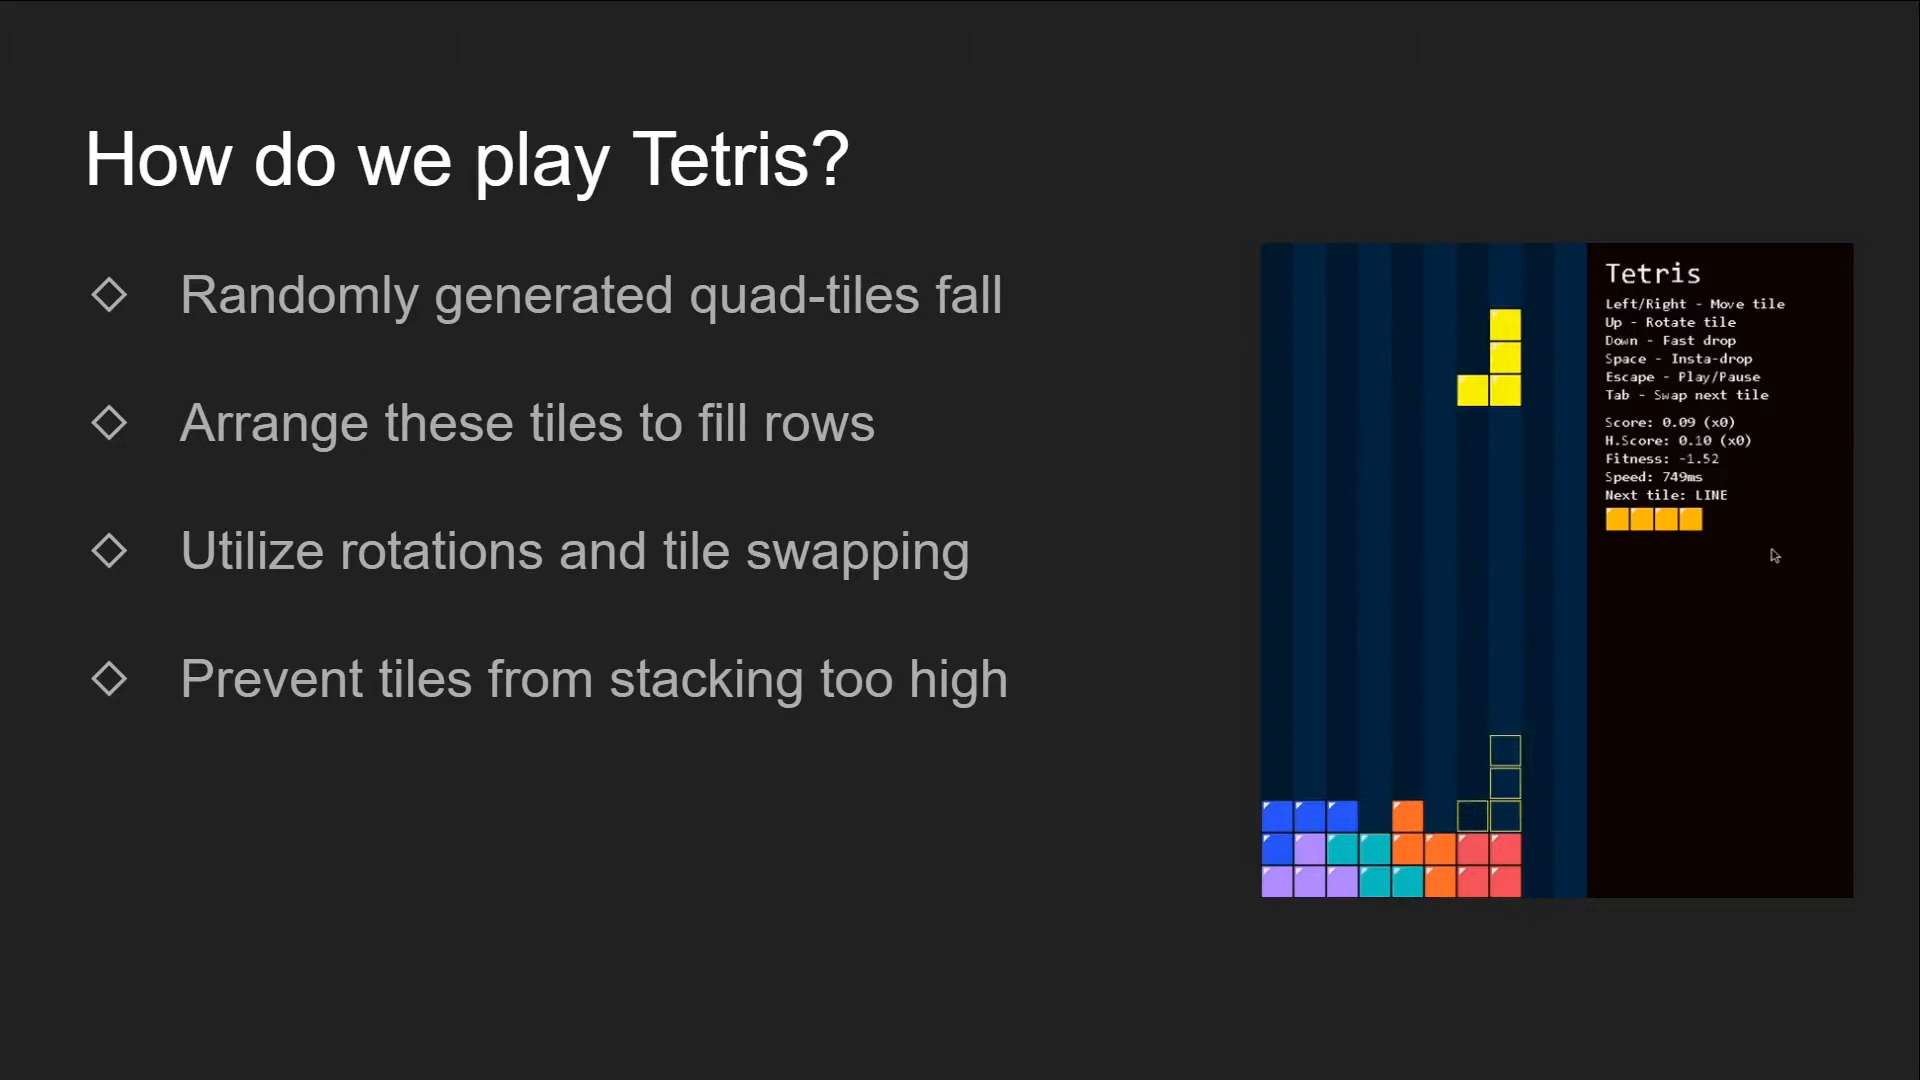 How do we play Tetris?
Randomly generated quad-tiles fall
Arrange these tiles to fill rows
Utilize rotations and tile swapping
Prevent tiles from stacking too high
Tetris
Left/Right - Move tile
Up - Rotate tile
Down - Fast drop
Space - Insta-drop
Escape - Play/Pause
Tab - Swap next tile
Score: 0.09 (x0)
H.Score: 0.10 (x0)
Fitness: -1.52
Speed: 749ms
Next tile: LINE